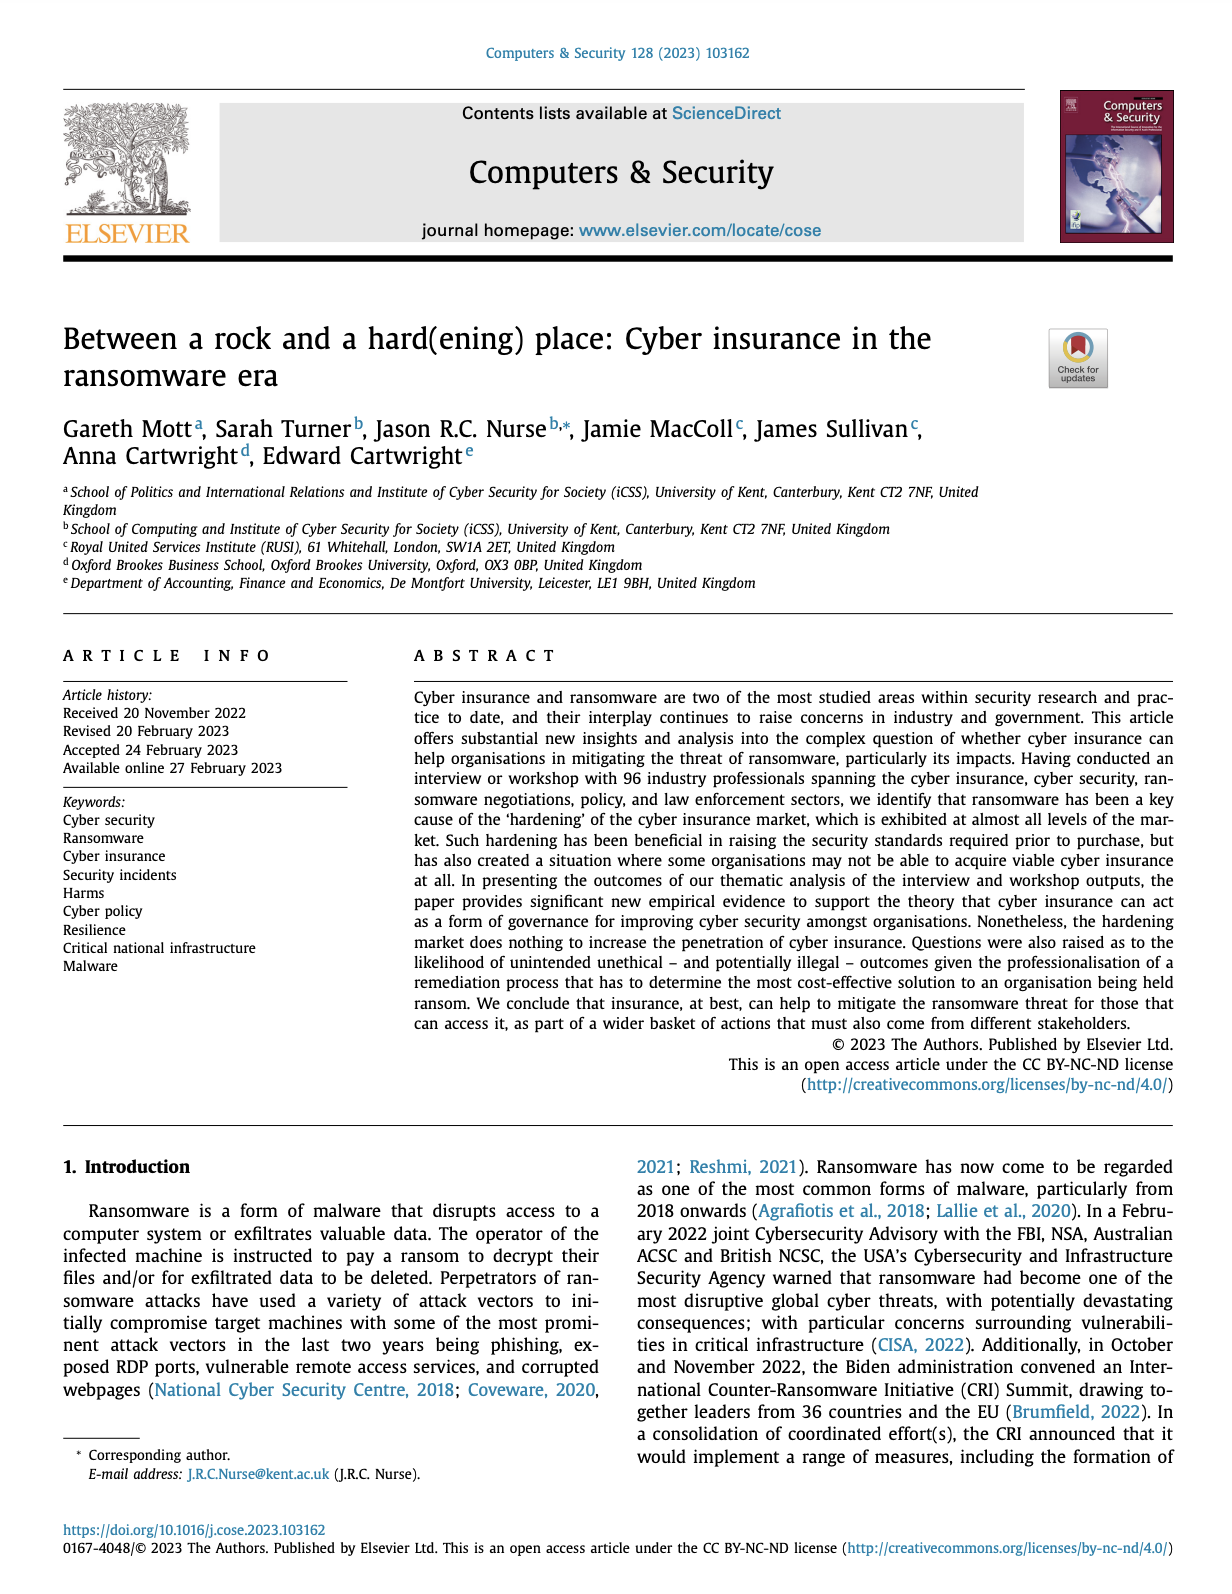 Computers & Security 128 (2023) 103162
Contents lists available at ScienceDirect
Computers & Security
journal homepage: www.elsevier.com/locate/cose
ELSEVIER
Computers
& Security
Between a rock and a hard(ening) place: Cyber insurance in the
ransomware era
Check for
updates
Gareth Mott a, Sarah Turner b, Jason R.C. Nurse b,*, Jamie MacColl c, James Sullivan c,
Anna Cartwright d, Edward Cartwright e
a School of Politics and International Relations and Institute of Cyber Security for Society (iCSS), University of Kent, Canterbury, Kent CT2 7NF, United
Kingdom
b School of Computing and Institute of Cyber Security for Society (iCSS), University of Kent, Canterbury, Kent CT2 7NF, United Kingdom
c Royal United Services Institute (RUSI), 61 Whitehall, London, SW1A 2ET, United Kingdom
d Oxford Brookes Business School, Oxford Brookes University, Oxford, OX3 0BP, United Kingdom
e Department of Accounting, Finance and Economics, De Montfort University, Leicester, LE1 9BH, United Kingdom
ARTICLE INFO
Article history:
Received 20 November 2022
Revised 20 February 2023
Accepted 24 February 2023
Available online 27 February 2023
Keywords:
Cyber security
Ransomware
Cyber insurance
Security incidents
Harms
Cyber policy
Resilience
Critical national infrastructure
Malware
ABSTRACT
Cyber insurance and ransomware are two of the most studied areas within security research and prac-
tice to date, and their interplay continues to raise concerns in industry and government. This article
offers substantial new insights and analysis into the complex question of whether cyber insurance can
help organisations in mitigating the threat of ransomware, particularly its impacts. Having conducted an
interview or workshop with 96 industry professionals spanning the cyber insurance, cyber security, ran-
somware negotiations, policy, and law enforcement sectors, we identify that ransomware has been a key
cause of the ‘hardening’ of the cyber insurance market, which is exhibited at almost all levels of the mar-
ket. Such hardening has been beneficial in raising the security standards required prior to purchase, but
has also created a situation where some organisations may not be able to acquire viable cyber insurance
at all. In presenting the outcomes of our thematic analysis of the interview and workshop outputs, the
paper provides significant new empirical evidence to support the theory that cyber insurance can act
as a form of governance for improving cyber security amongst organisations. Nonetheless, the hardening
market does nothing to increase the penetration of cyber insurance. Questions were also raised as to the
likelihood of unintended unethical – and potentially illegal – outcomes given the professionalisation of a
remediation process that has to determine the most cost-effective solution to an organisation being held
ransom. We conclude that insurance, at best, can help to mitigate the ransomware threat for those that
can access it, as part of a wider basket of actions that must also come from different stakeholders.
© 2023 The Authors. Published by Elsevier Ltd.
This is an open access article under the CC BY-NC-ND license
(http://creativecommons.org/licenses/by-nc-nd/4.0/)
1. Introduction
Ransomware is a form of malware that disrupts access to a
computer system or exfiltrates valuable data. The operator of the
infected machine is instructed to pay a ransom to decrypt their
files and/or for exfiltrated data to be deleted. Perpetrators of ran-
somware attacks have used a variety of attack vectors to ini-
tially compromise target machines with some of the most promi-
nent attack vectors in the last two years being phishing, ex-
posed RDP ports, vulnerable remote access services, and corrupted
webpages (National Cyber Security Centre, 2018; Coveware, 2020,
* Corresponding author.
E-mail address: J.R.C.Nurse@kent.ac.uk (J.R.C. Nurse).
2021; Reshmi, 2021). Ransomware has now come to be regarded
as one of the most common forms of malware, particularly from
2018 onwards (Agrafiotis et al., 2018; Lallie et al., 2020). In a Febru-
ary 2022 joint Cybersecurity Advisory with the FBI, NSA, Australian
ACSC and British NCSC, the USA’s Cybersecurity and Infrastructure
Security Agency warned that ransomware had become one of the
most disruptive global cyber threats, with potentially devastating
consequences; with particular concerns surrounding vulnerabili-
ties in critical infrastructure (CISA, 2022). Additionally, in October
and November 2022, the Biden administration convened an Inter-
national Counter-Ransomware Initiative (CRI) Summit, drawing to-
gether leaders from 36 countries and the EU (Brumfield, 2022). In
a consolidation of coordinated effort(s), the CRI announced that it
would implement a range of measures, including the formation of
https://doi.org/10.1016/j.cose.2023.103162
0167-4048/© 2023 The Authors. Published by Elsevier Ltd. This is an open access article under the CC BY-NC-ND license (http://creativecommons.org/licenses/by-nc-nd/4.0/)